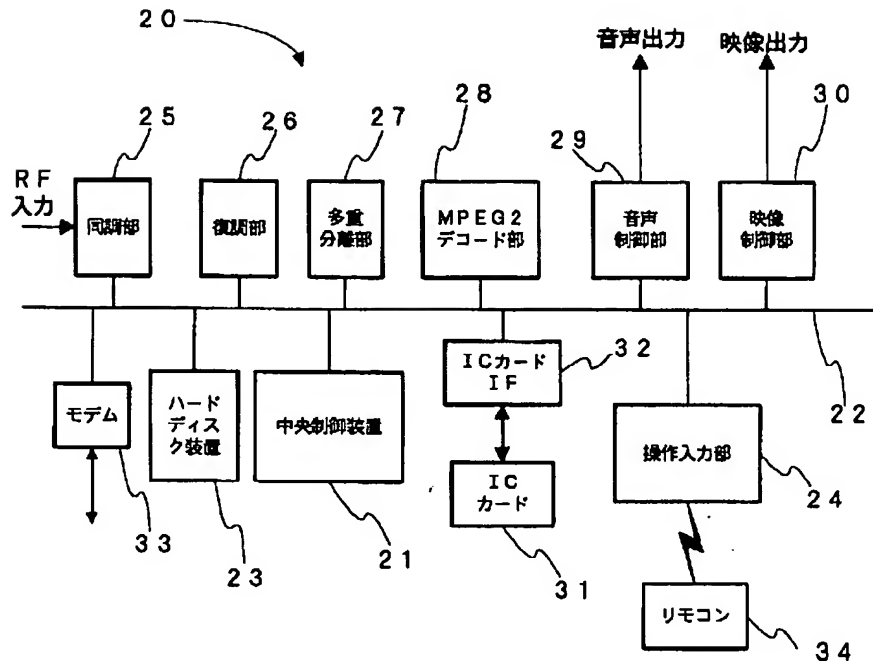 20
音声出力
映像出力
25
26
27
28
29
30
RF
入力
同調部
復調部
多重
分離部
MPEG2
デコード部
音声
制御部
映像
制御部
モデム
ハード
ディス
ク装置
中央制御装置
ICカード
IF
32
22
操作入力部
IC
カード
24
33
23
21
31
リモコン
34